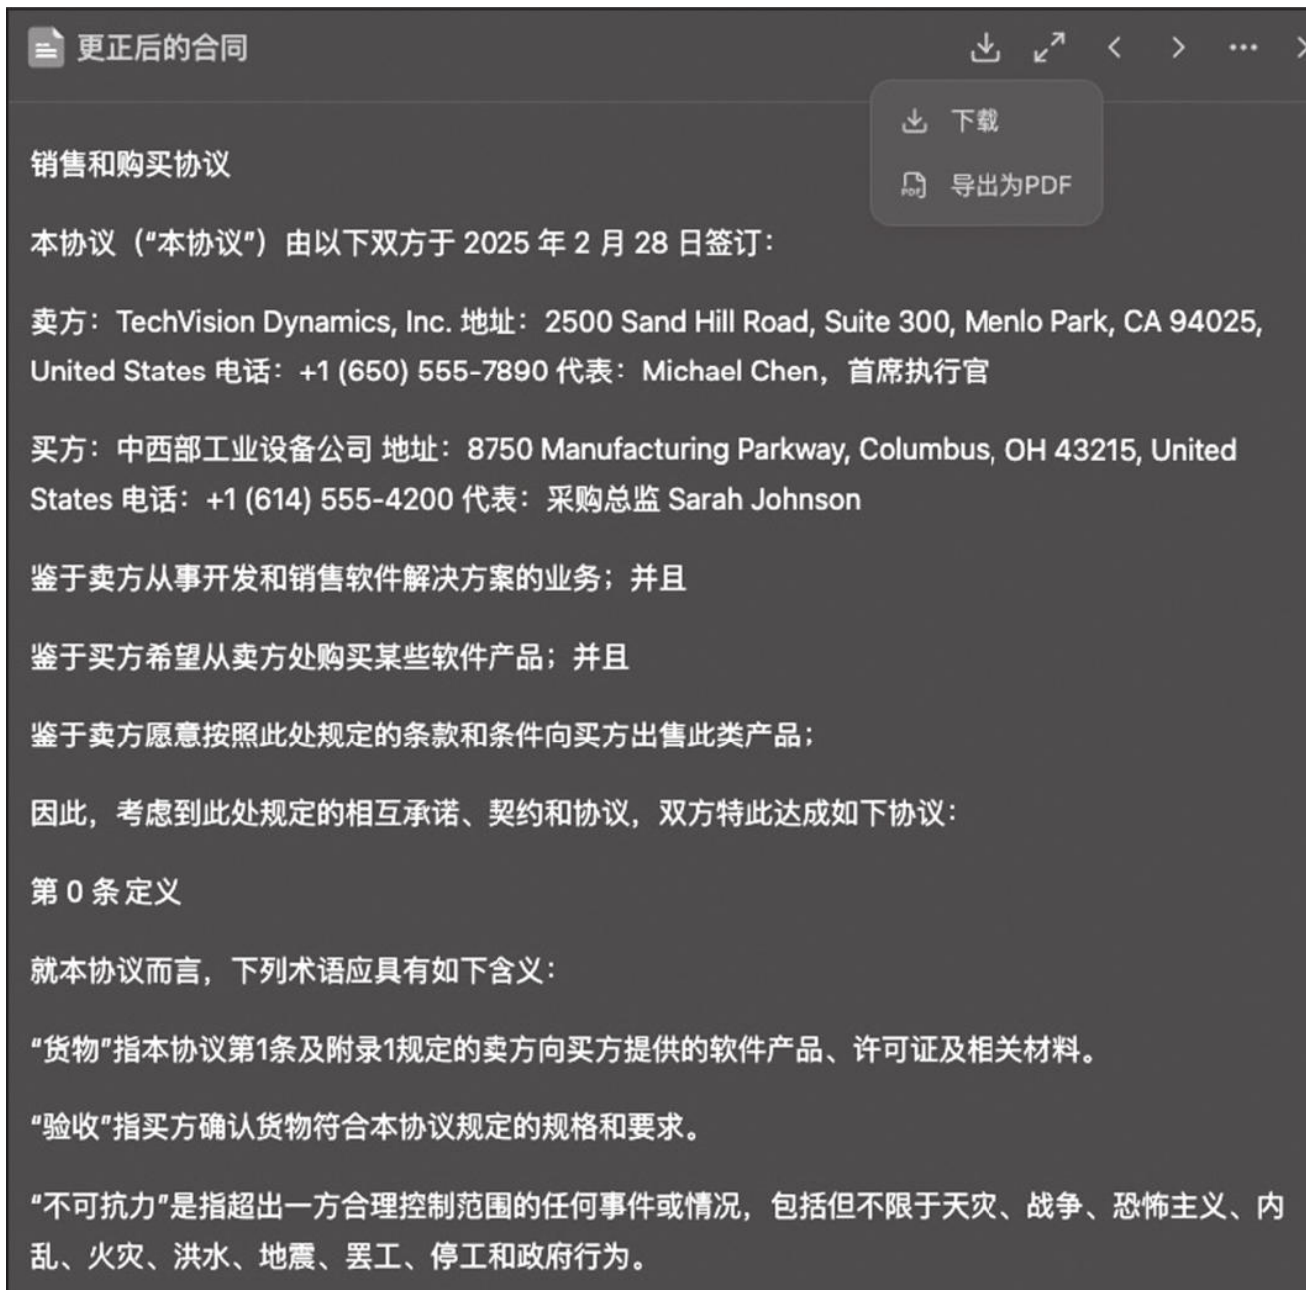 更正后的合同
下载
导出为PDF
销售和购买协议
本协议（“本协议”）由以下双方于 2025 年 2 月 28 日签订：
卖方：TechVision Dynamics, Inc. 地址：2500 Sand Hill Road, Suite 300, Menlo Park, CA 94025,
United States 电话：+1 (650) 555-7890 代表：Michael Chen，首席执行官
买方：中西部工业设备公司 地址：8750 Manufacturing Parkway, Columbus, OH 43215, United
States 电话：+1 (614) 555-4200 代表：采购总监 Sarah Johnson
鉴于卖方从事开发和销售软件解决方案的业务；并且
鉴于买方希望从卖方处购买某些软件产品；并且
鉴于卖方愿意按照此处规定的条款和条件向买方出售此类产品；
因此，考虑到此处规定的相互承诺、契约和协议，双方特此达成如下协议：
第 0 条 定义
就本协议而言，下列术语应具有如下含义：
“货物”指本协议第1条及附录1规定的卖方向买方提供的软件产品、许可证及相关材料。
“验收”指买方确认货物符合本协议规定的规格和要求。
“不可抗力”是指超出一方合理控制范围的任何事件或情况，包括但不限于天灾、战争、恐怖主义、内
乱、火灾、洪水、地震、罢工、停工和政府行为。